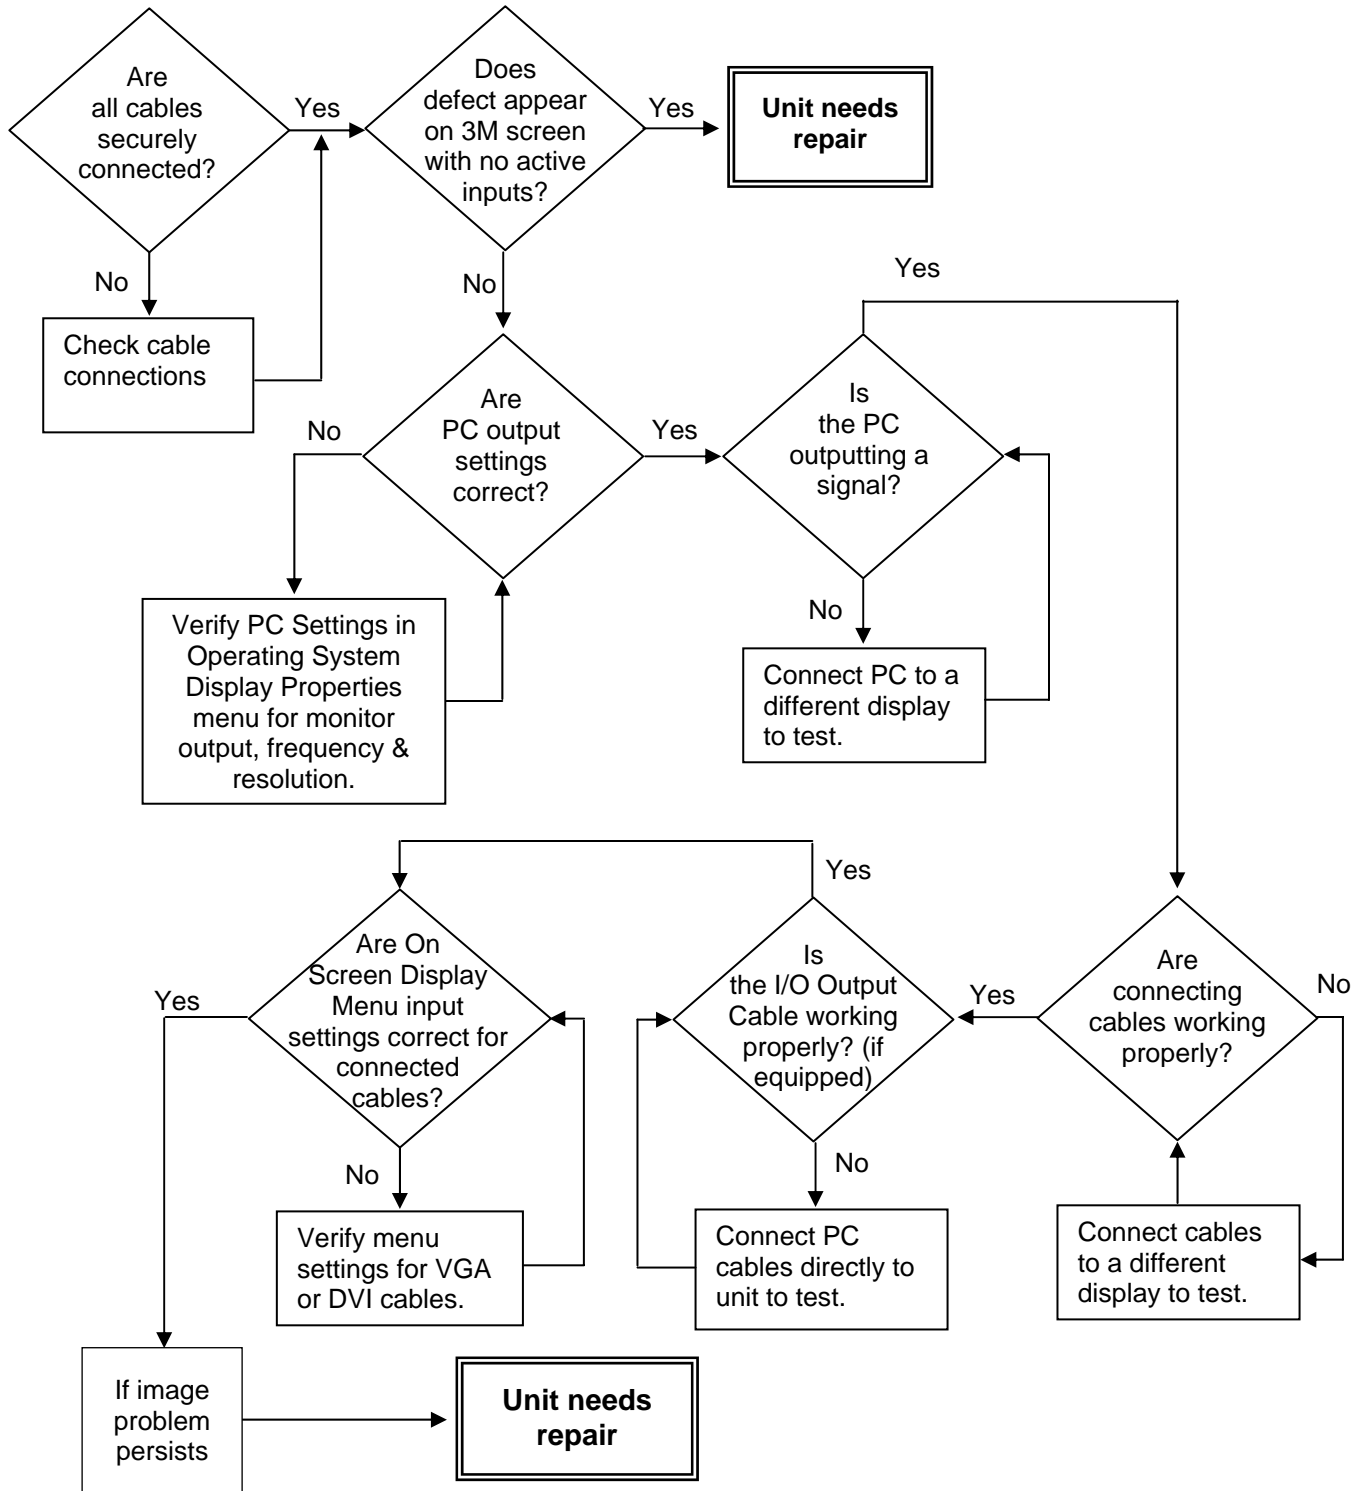 Are
all cables
securely
connected?
Yes
Does
defect appear
on 3M screen
with no active
inputs?
Yes
Unit needs
repair
No
Check cable
connections
No
Are
PC output
settings
correct?
No
Verify PC Settings in
Operating System
Display Properties
menu for monitor
output, frequency &
resolution.
Yes
Is
the PC
outputting a
signal?
Yes
No
Connect PC to a
different display
to test.
Are
connecting
cables working
properly?
No
Connect cables
to a different
display to test.
Yes
Is
the I/O Output
Cable working
properly? (if
equipped)
No
Connect PC
cables directly to
unit to test.
Yes
Are On
Screen Display
Menu input
settings correct for
connected
cables?
No
Verify menu
settings for VGA
or DVI cables.
Yes
If image
problem
persists
Unit needs
repair